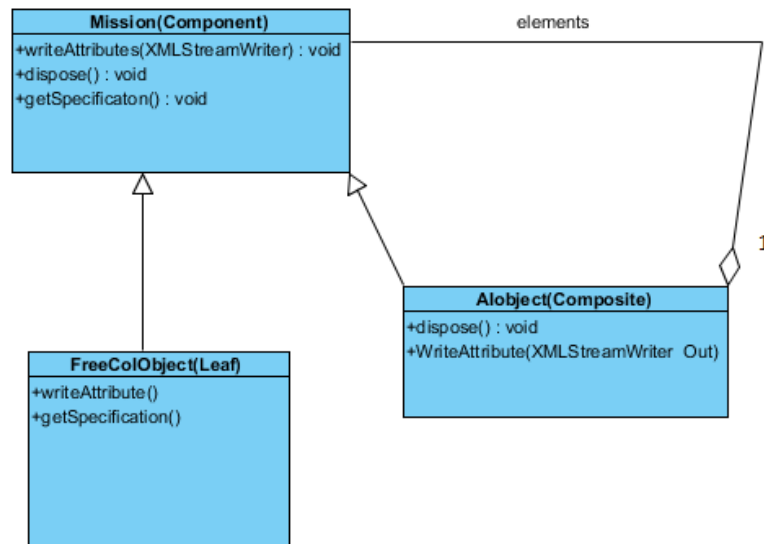 Mission(Component)
+writeAttributes(XMLStreamWriter) : void
+dispose() : void
+getSpecificaton() : void
elements
1
AIobject(Composite)
+dispose() : void
+WriteAttribute(XMLStreamWriter Out)
FreeColObject(Leaf)
+writeAttribute()
+getSpecification()